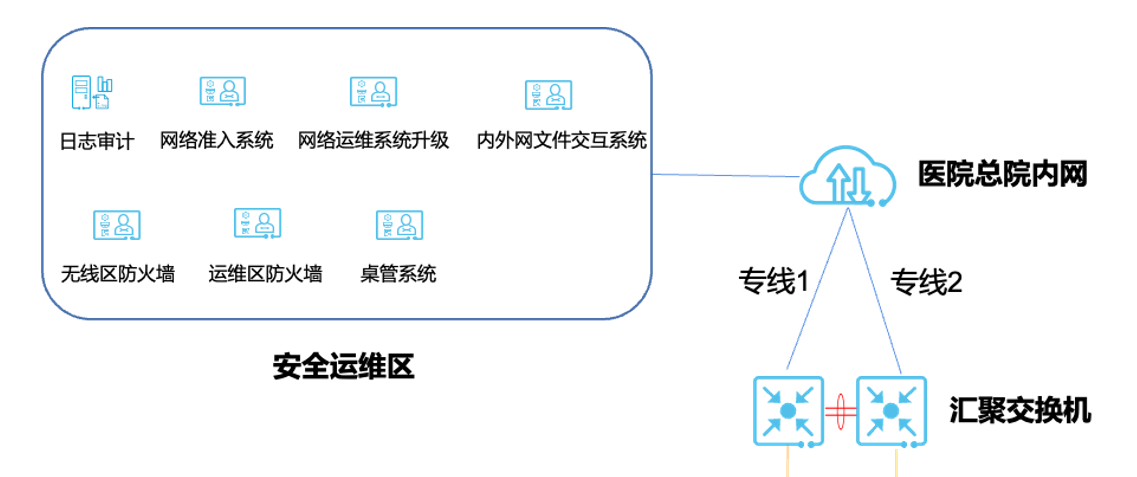 日志审计
网络准入系统
网络运维系统升级
内外网文件交互系统
医院总院内网
无线区防火墙
运维区防火墙
桌管系统
专线1
专线2
安全运维区
汇聚交换机